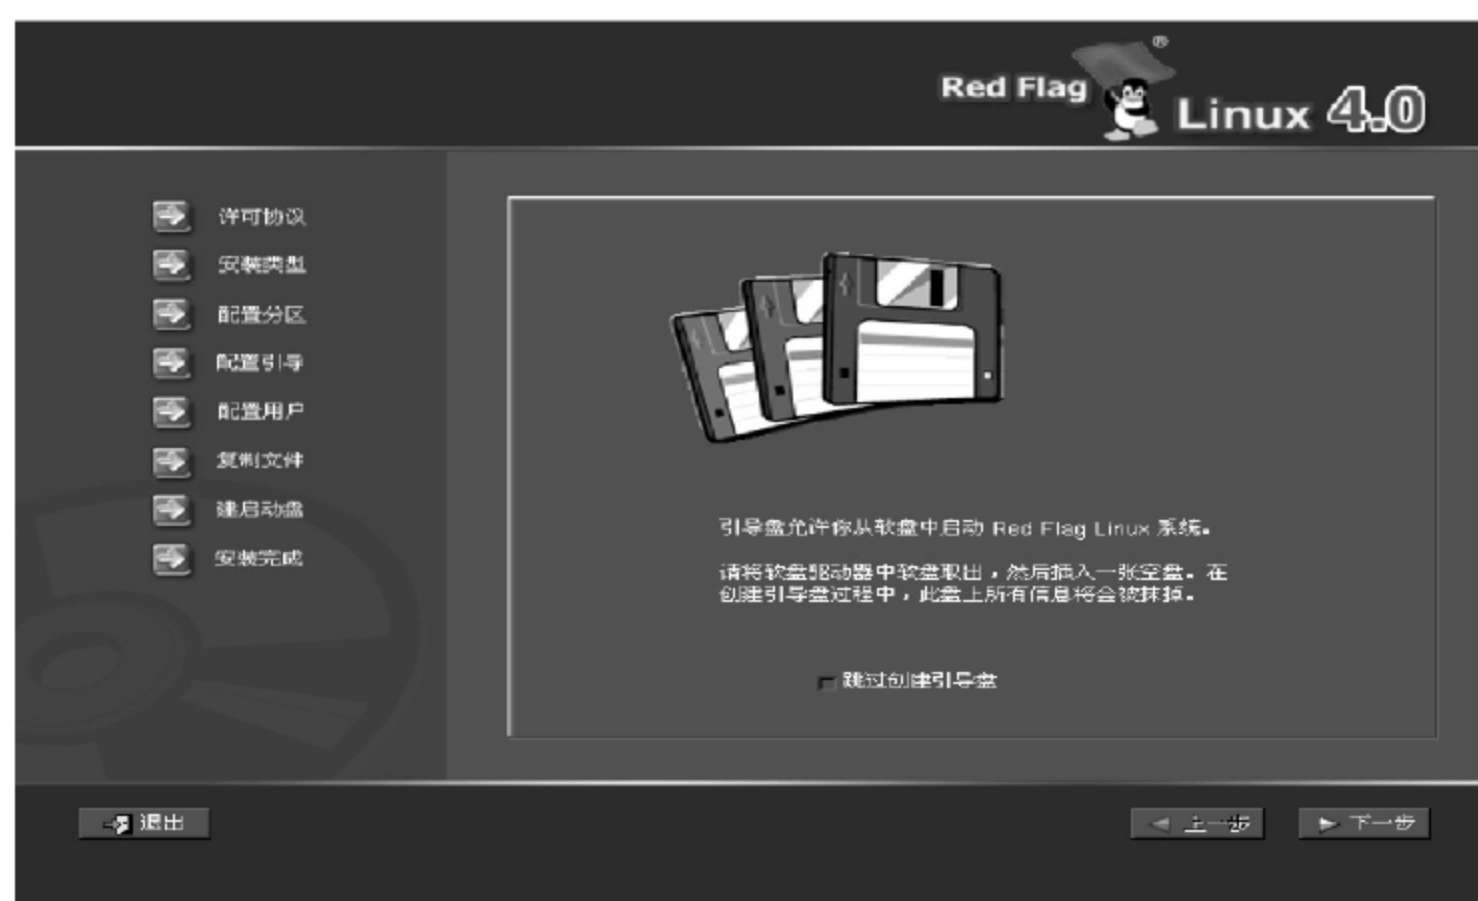 Red Flag
®
Linux 4.0
许可协议
安装类型
配置分区
配置引导
配置用户
复制文件
建启动盘
安装完成
引导盘允许你从软盘中启动 Red Flag Linux 系统。
请将软盘驱动器中软盘取出，然后插入一张空盘。在
创建引导盘过程中，此盘上所有信息将会被抹掉。
跳过创建引导盘
退出
上一步
下一步